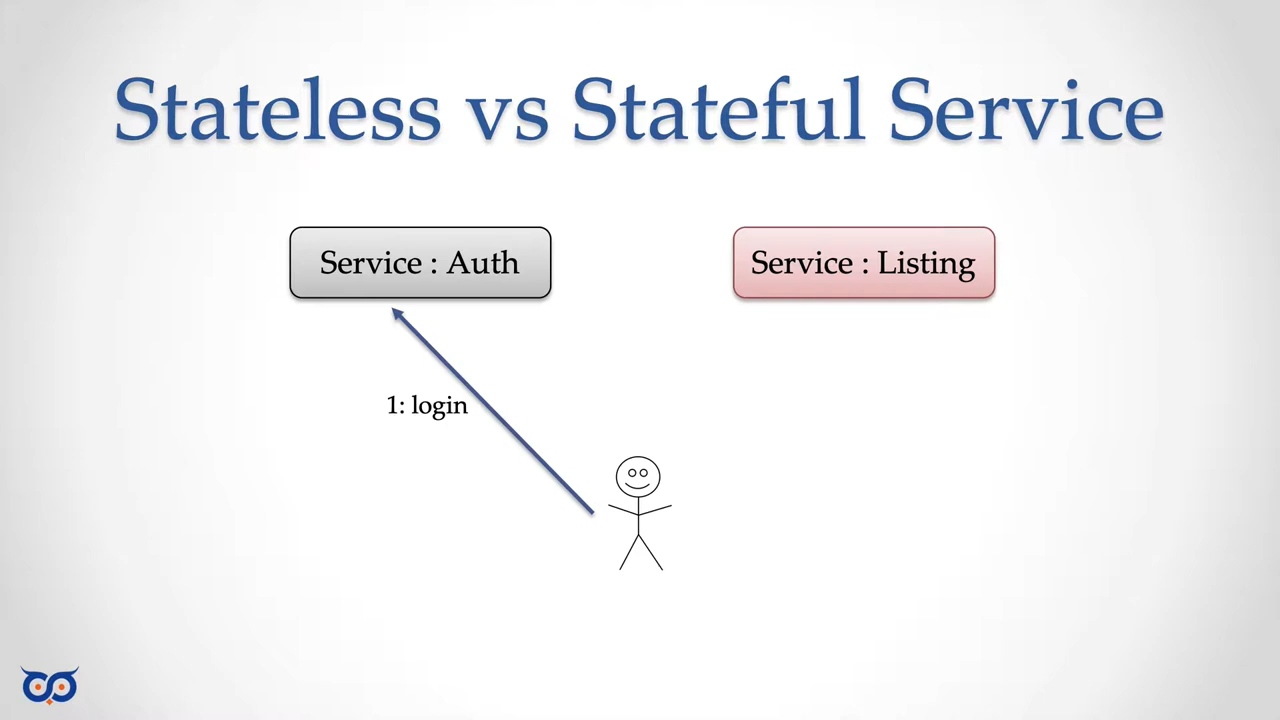 Stateless vs Stateful Service
Service : Auth
Service : Listing
1: login